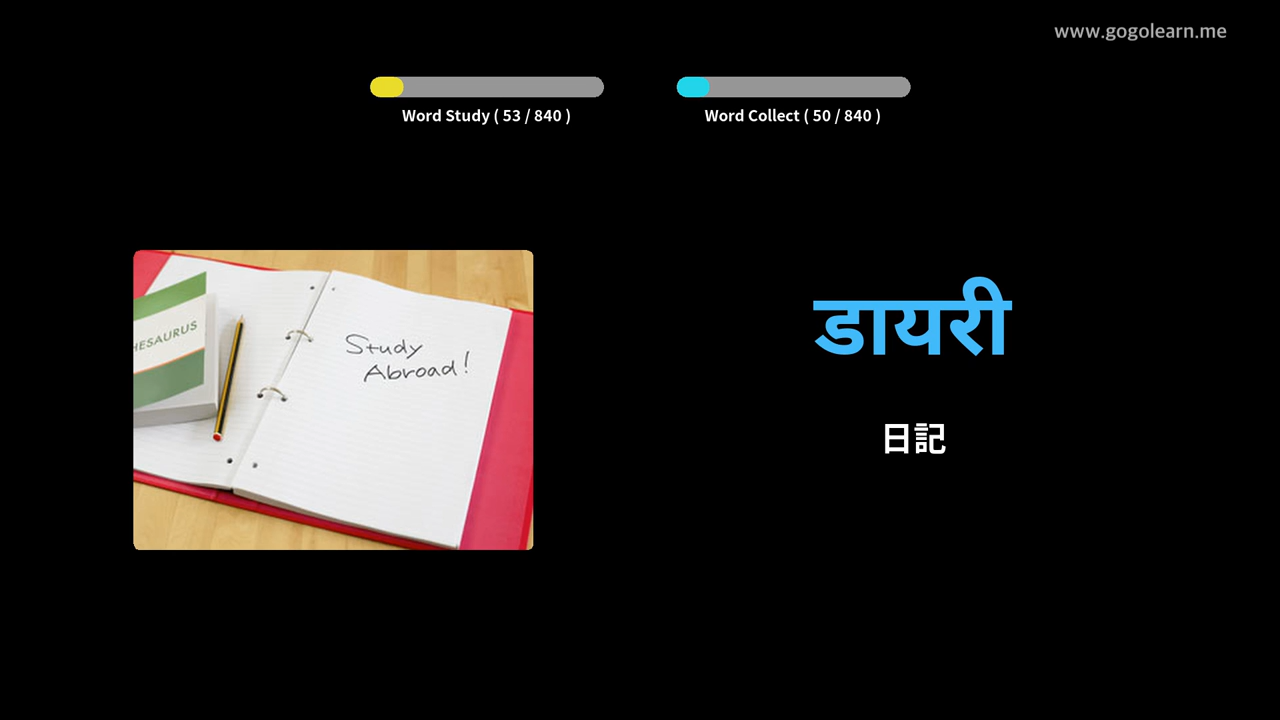 www.gogolearn.me
Word Study ( 53 / 840 )
Word Collect ( 50 / 840 )
HESAURUS
Study
Abroad!
डायरी
日記